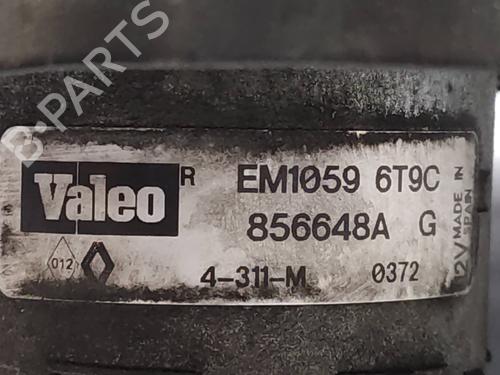 B-PARTS
Valeo R EM1059 6T9C
856648A G
012 4-311-M 0372
12V MADE IN SPAIN